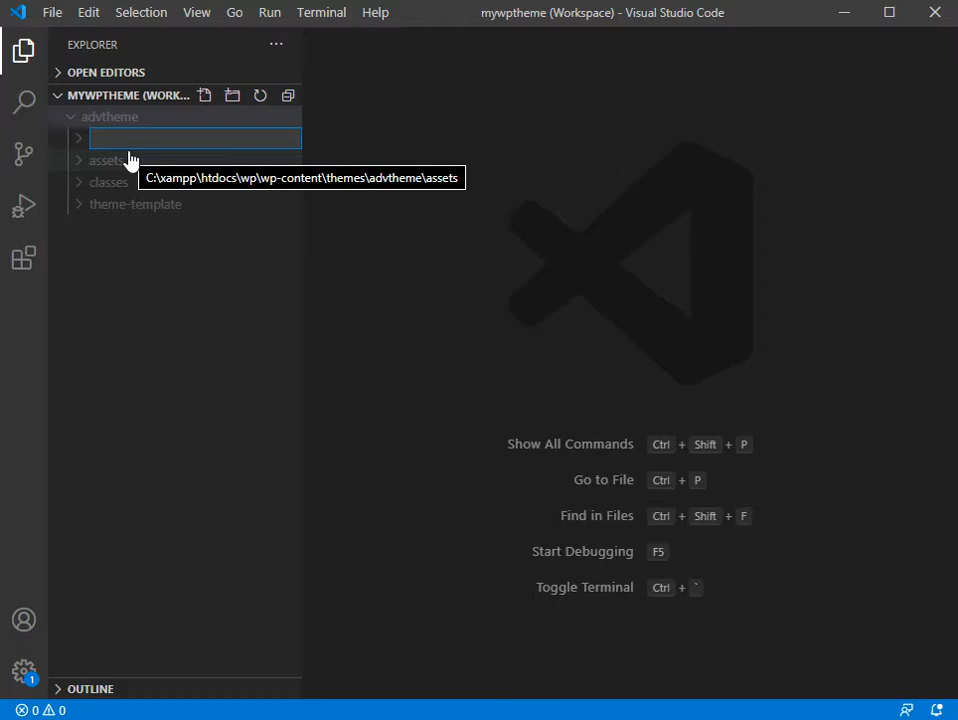 File Edit Selection View Go Run Terminal Help mywptheme (Workspace) - Visual Studio Code
EXPLORER
OPEN EDITORS
MYWPTHEME (WORK...
advtheme
assets
C:\xampp\htdocs\wp\wp-content\themes\advtheme\assets
classes
theme-template
Show All Commands Ctrl + Shift + P
Go to File Ctrl + P
Find in Files Ctrl + Shift + F
Start Debugging F5
Toggle Terminal Ctrl + `
1
OUTLINE
0 0